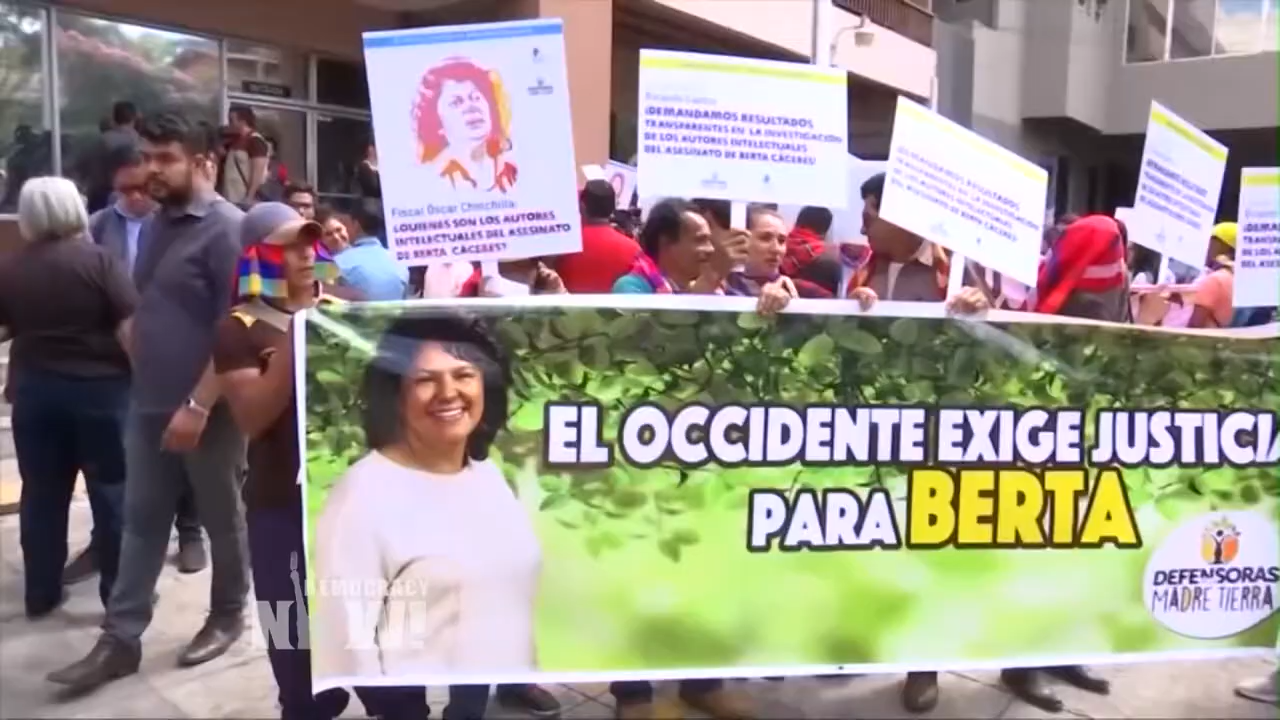 Fiscal Óscar Chinchilla:
¿QUIENES SON LOS AUTORES
INTELECTUALES DEL ASESINATO
DE BERTA CÁCERES?
¡DEMANDAMOS RESULTADOS
TRANSPARENTES EN LA INVESTIGACIÓN
DE LOS AUTORES INTELECTUALES
DEL ASESINATO DE BERTA CÁCERES!
EL OCCIDENTE EXIGE JUSTICIA
PARA BERTA
DEFENSORAS
MADRE TIERRA
DEMOCRACY
NOW!